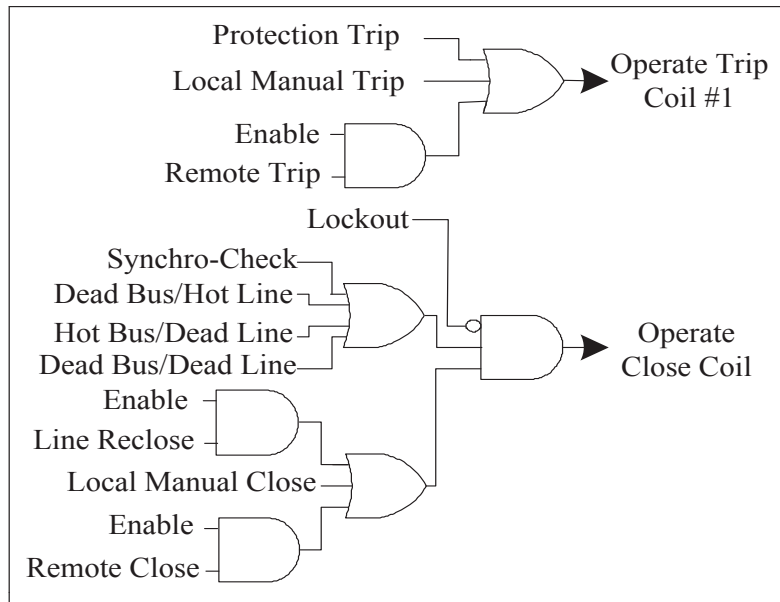 Protection Trip
Local Manual Trip
Enable
Remote Trip
Operate Trip
Coil #1
Lockout
Synchro-Check
Dead Bus/Hot Line
Hot Bus/Dead Line
Dead Bus/Dead Line
Enable
Line Reclose
Local Manual Close
Enable
Remote Close
Operate
Close Coil